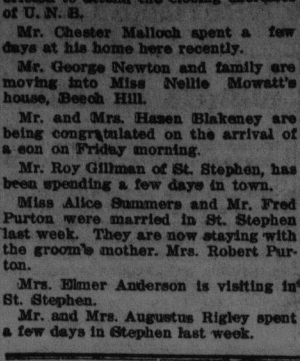 of U. N. B.
Mr. Chester Malloch spent a few
days at his home here recently.
Mr. George Newton and family are
moving into Miss Nellie Mowatt's
house, Beech Hill.
Mr. and Mrs. Hazen Blakeney are
being congratulated on the arrival of
a son on Friday morning.
Mr. Roy Gillman of St. Stephen, has
been spending a few days in town.
Miss Alice Summers and Mr. Fred
Purton were married in St. Stephen
last week. They are now staying with
the groom's mother. Mrs. Robert Pur-
ton.
Mrs. Elmer Anderson is visiting in
St. Stephen.
Mr. and Mrs. Augustus Rigley spent
a few days in Stephen last week.